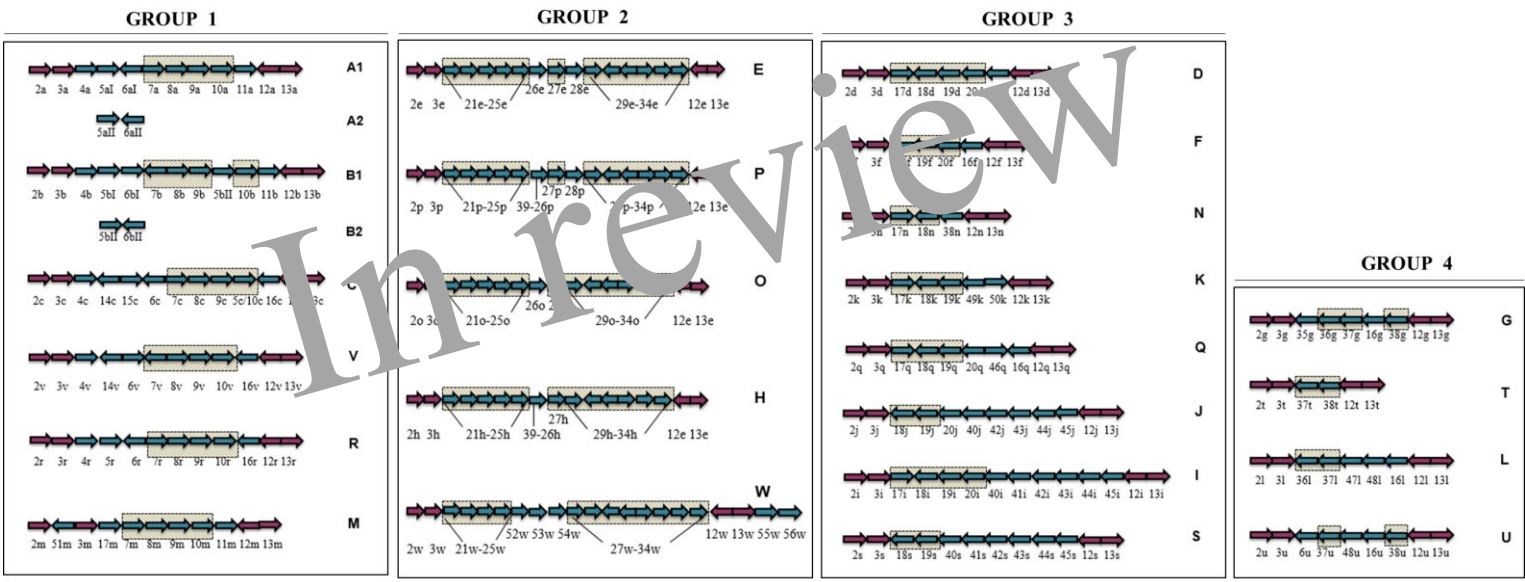 GROUP 1
A1
2a 3a 4a 5aI 6aI 7a 8a 9a 10a 11a 12a 13a
A2
5aII 6aII
B1
2b 3b 4b 5bI 6bI 7b 8b 9b 5bII 10b 11b 12b 13b
B2
5bII 6bII
2c 3c 4c 14c 15c 6c 7c 8c 9c 5c/10c 16c
V
2v 3v 4v 14v 6v 7v 8v 9v 10v 16v 12v 13v
R
2r 3r 4r 5r 6r 7r 8r 9r 10r 16r 12r 13r
M
2m 51m 3m 17m 7m 8m 9m 10m 11m 12m 13m
GROUP 2
E
2e 3e 21e-25e 26e 27e 28e 29e-34e 12e 13e
P
2p 3p 21p-25p 39-26p 27p 28p 12e 13e
O
2o 21o-25o 26o 29o-34o 12e 13e
H
2h 3h 21h-25h 39-26h 27h 29h-34h 12e 13e
W
2w 3w 21w-25w 52w 53w 54w 27w-34w 12w 13w 55w 56w
GROUP 3
D
2d 3d 17d 18d 19d 12d 13d
F
3f 19f 20f 16f 12f
N
3n 17n 18n 38n 12n 13n
K
2k 3k 17k 18k 19k 49k 50k 12k 13k
Q
2q 3q 17q 18q 19q 20q 46q 16q 12q 13q
J
2j 3j 18j 19j 20j 40j 42j 43j 44j 45j 12j 13j
I
2i 3i 17i 18i 19i 20i 40i 41i 42i 43i 44i 45i 12i 13i
S
2s 3s 18s 19s 40s 41s 42s 43s 44s 45s 12s 13s
GROUP 4
G
2g 3g 35g 36g 37g 16g 38g 12g 13g
T
2t 3t 37t 38t 12t 13t
L
2l 3l 36l 37l 47l 48l 16l 12l 13l
U
2u 3u 6u 37u 48u 16u 38u 12u 13u
In review